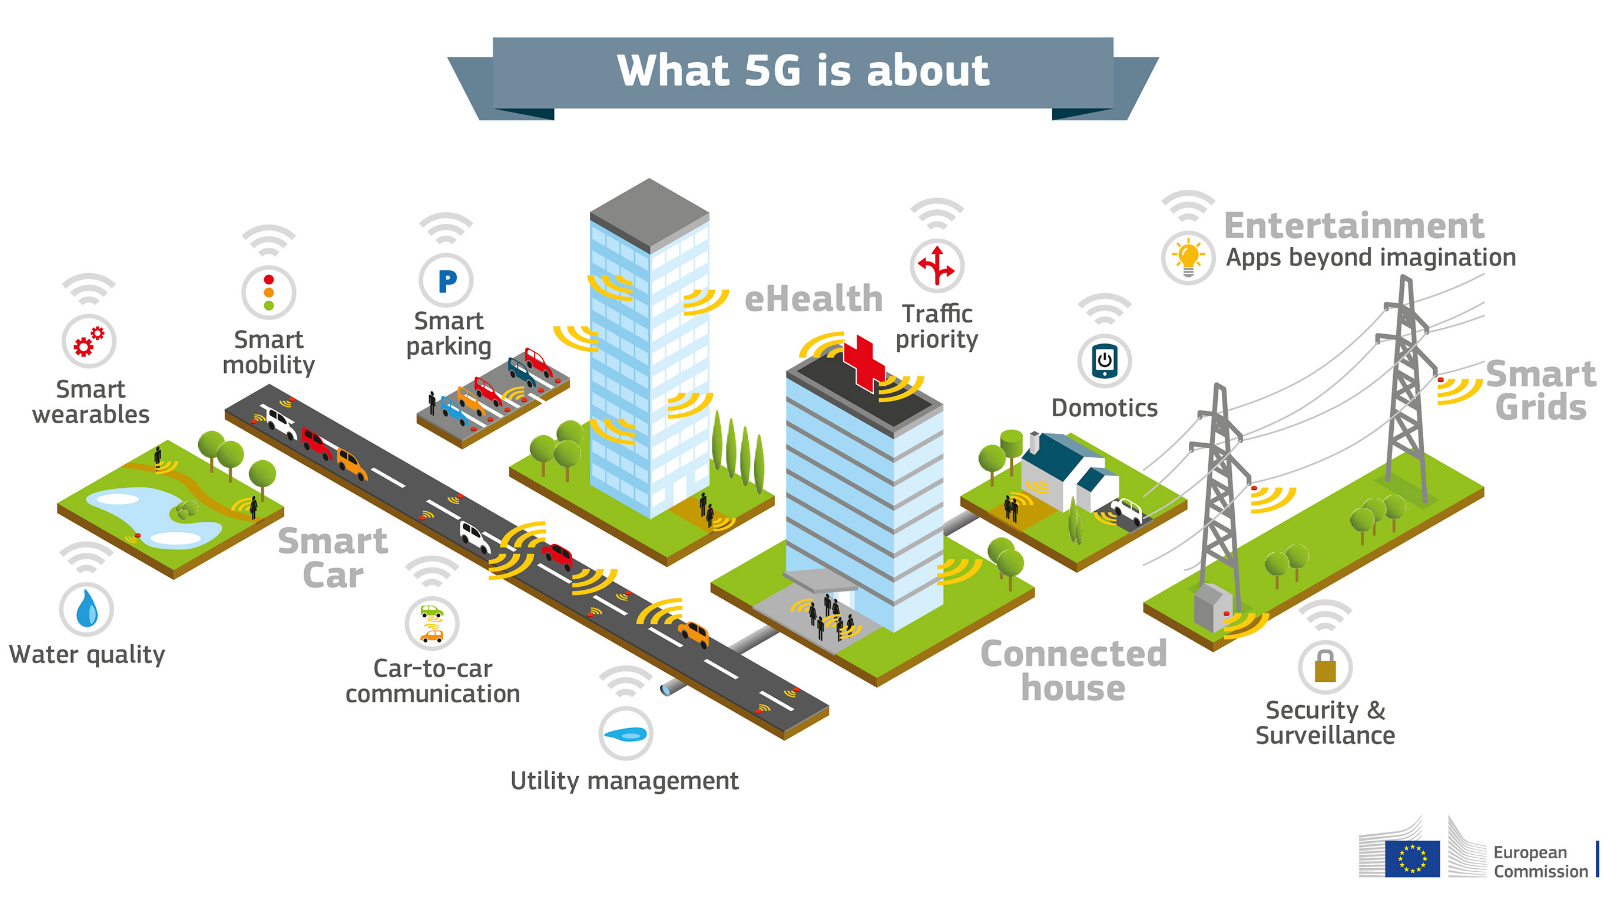 What 5G is about
Smart
wearables
Smart
mobility
P
Smart
parking
eHealth
Traffic
priority
Entertainment
Apps beyond imagination
Domotics
Smart
Grids
Smart
Car
Water quality
Car-to-car
communication
Utility management
Connected
house
Security &
Surveillance
European
Commission